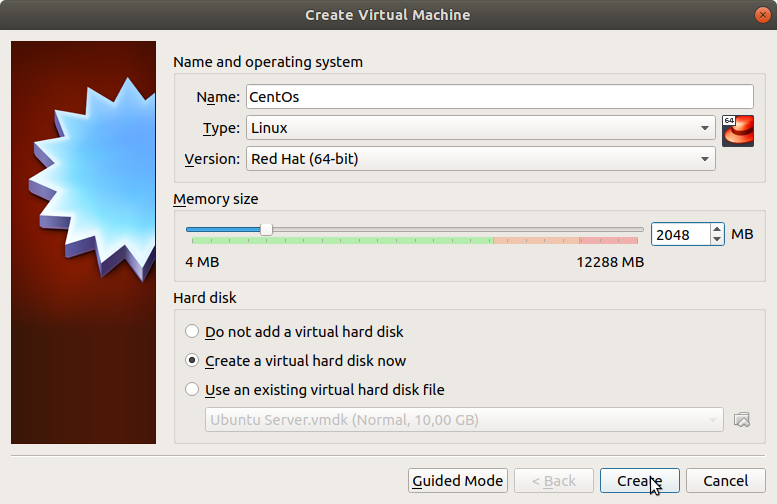 Create Virtual Machine
Name and operating system
Name: CentOs
Type: Linux
64
Version: Red Hat (64-bit)
Memory size
2048 MB
4 MB 12288 MB
Hard disk
Do not add a virtual hard disk
Create a virtual hard disk now
Use an existing virtual hard disk file
Ubuntu Server.vmdk (Normal, 10,00 GB)
Guided Mode < Back Create Cancel